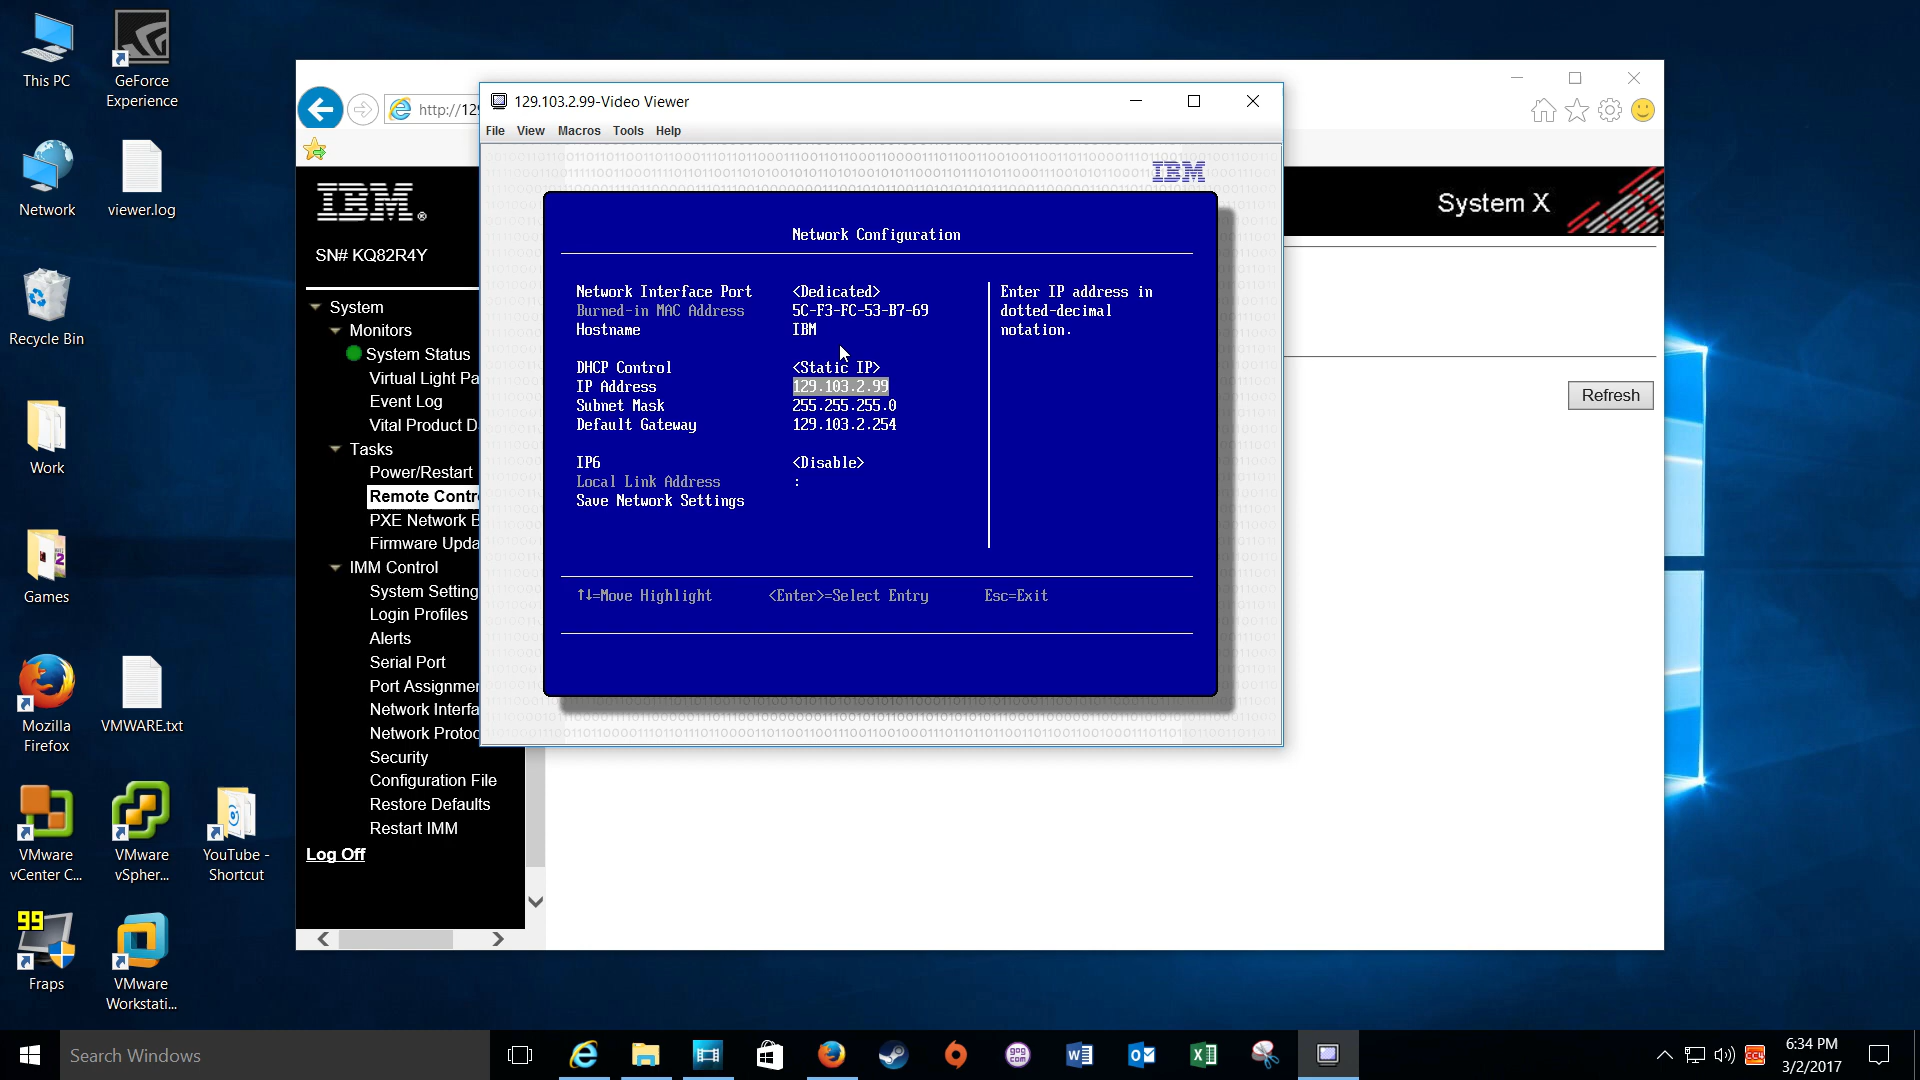 This PC
GeForce
Experience
Network
viewer.log
Recycle Bin
Work
Games
Mozilla
Firefox
VMWARE.txt
VMware
vCenter C...
VMware
vSpher...
YouTube -
Shortcut
99
Fraps
VMware
Workstati...
http://129
IBM®
SN# KQ82R4Y
System
Monitors
System Status
Virtual Light Pa
Event Log
Vital Product D
Tasks
Power/Restart
Remote Contr
PXE Network B
Firmware Upda
IMM Control
System Setting
Login Profiles
Alerts
Serial Port
Port Assignmen
Network Interfa
Network Protoc
Security
Configuration File
Restore Defaults
Restart IMM
Log Off
System X
Refresh
129.103.2.99-Video Viewer
File View Macros Tools Help
IBM
Network Configuration
Network Interface Port <Dedicated>
Burned-in MAC Address 5C-F3-FC-53-B7-69
Hostname IBM
DHCP Control <Static IP>
IP Address 129.103.2.99
Subnet Mask 255.255.255.0
Default Gateway 129.103.2.254
IP6 <Disable>
Local Link Address :
Save Network Settings
Enter IP address in
dotted-decimal
notation.
↑↓=Move Highlight <Enter>=Select Entry Esc=Exit
Search Windows
6:34 PM
3/2/2017